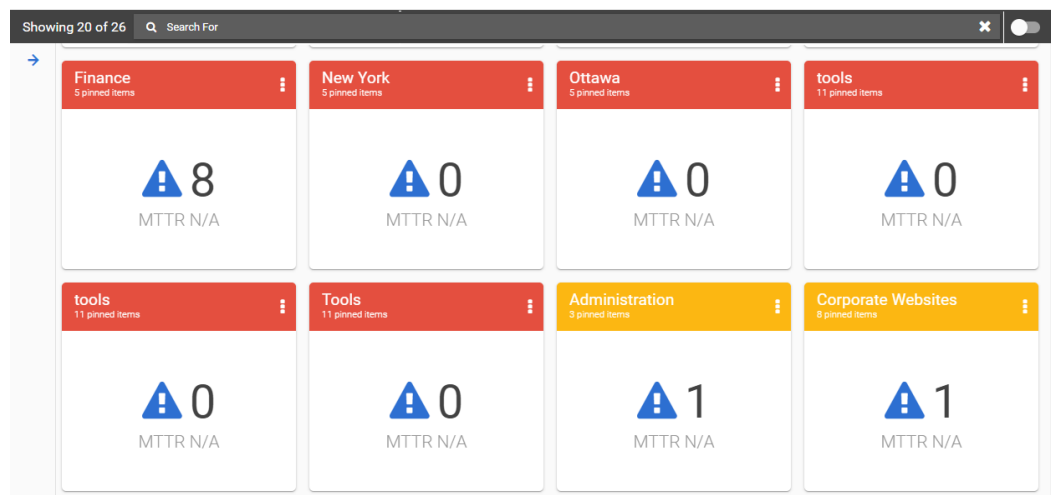 Showing 20 of 26 Search For
Finance
5 pinned items
New York
5 pinned items
Ottawa
5 pinned items
tools
11 pinned items
8
MTTR N/A
0
MTTR N/A
0
MTTR N/A
0
MTTR N/A
tools
11 pinned items
Tools
11 pinned items
Administration
3 pinned items
Corporate Websites
8 pinned items
0
MTTR N/A
0
MTTR N/A
1
MTTR N/A
1
MTTR N/A